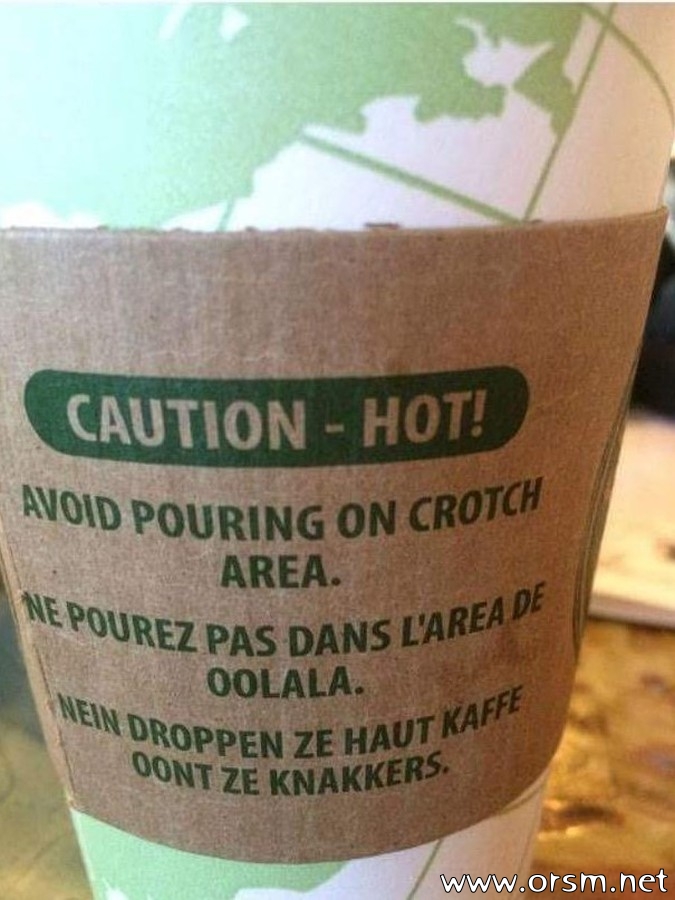 CAUTION - HOT!
AVOID POURING ON CROTCH
AREA.
NE POUREZ PAS DANS L'AREA DE
OOLALA.
NEIN DROPPEN ZE HAUT KAFFE
OONT ZE KNAKKERS.
www.orsm.net